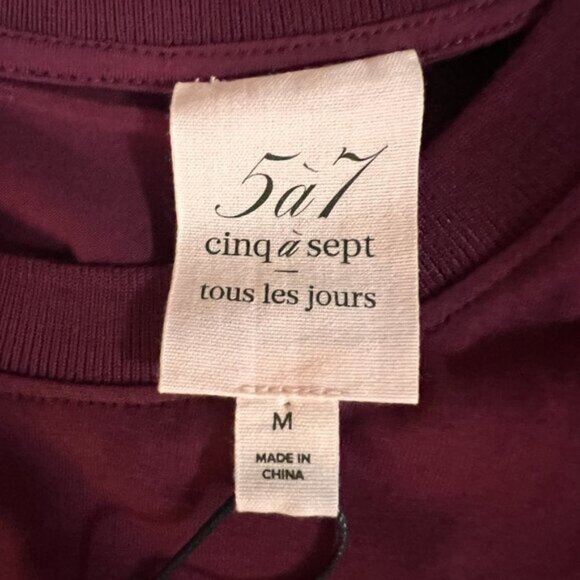 5à7
cinq à sept
tous les jours
M
MADE IN
CHINA